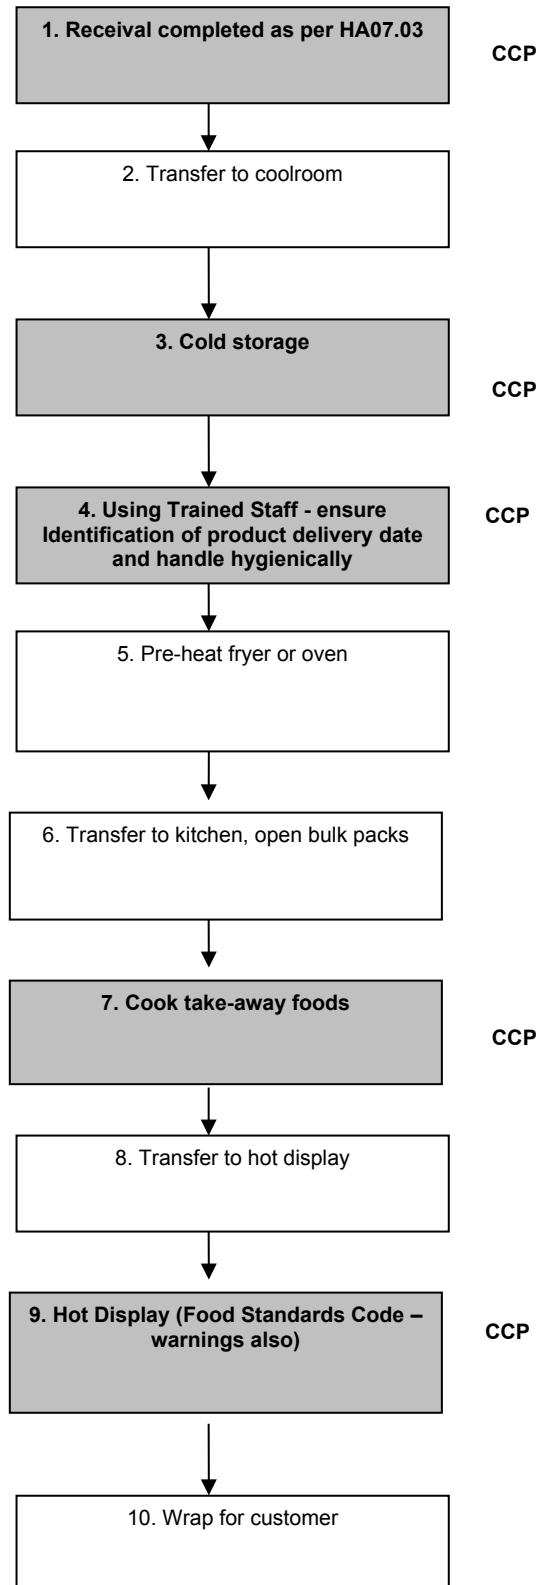 1. Receival completed as per HA07.03
CCP
2. Transfer to coolroom
3. Cold storage
CCP
4. Using Trained Staff - ensure
Identification of product delivery date
and handle hygienically
CCP
5. Pre-heat fryer or oven
6. Transfer to kitchen, open bulk packs
7. Cook take-away foods
CCP
8. Transfer to hot display
9. Hot Display (Food Standards Code –
warnings also)
CCP
10. Wrap for customer